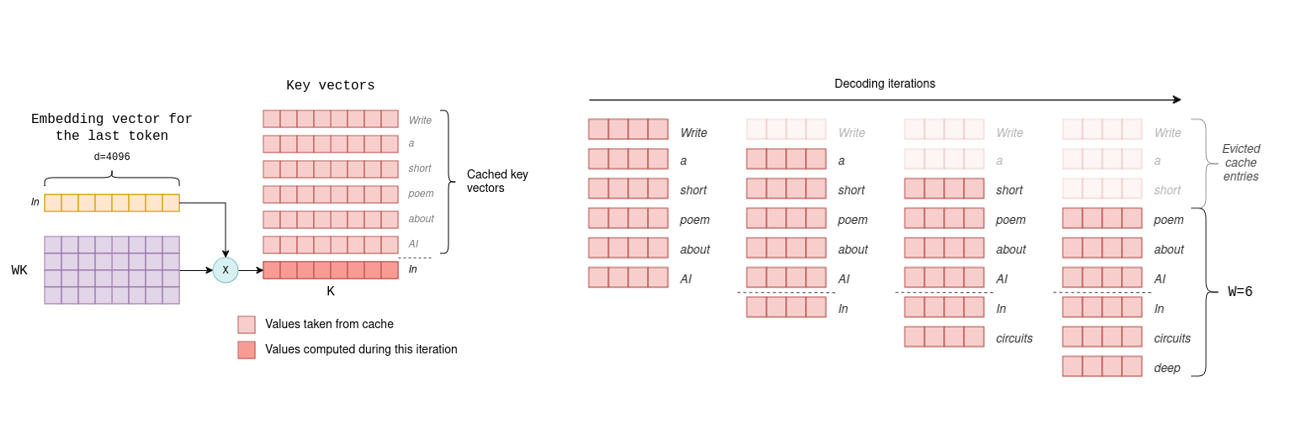 Key vectors
Embedding vector for
the last token
d=4096
In
WK
X
Write
a
short
poem
about
AI
In
K
Cached key
vectors
Values taken from cache
Values computed during this iteration
Decoding iterations
Write
a
short
poem
about
AI
Write
a
short
poem
about
AI
In
Write
a
short
poem
about
AI
In
circuits
Write
a
short
poem
about
AI
In
circuits
deep
Evicted
cache
entries
W=6